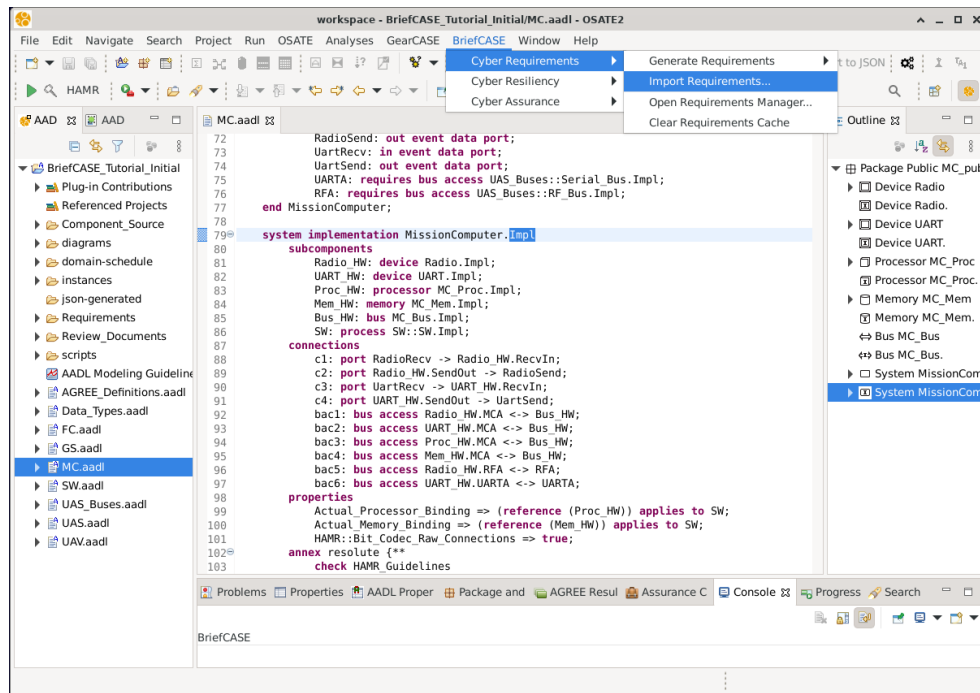 workspace - BriefCASE_Tutorial_Initial/MC.aadl - OSATE2
File Edit Navigate Search Project Run OSATE Analyses GearCASE BriefCASE Window Help
Cyber Requirements
Cyber Resiliency
Cyber Assurance
Generate Requirements
Import Requirements...
Open Requirements Manager...
Clear Requirements Cache
t to JSON
HAMR
AAD
AAD
BriefCASE_Tutorial_Initial
Plug-in Contributions
Referenced Projects
Component_Source
diagrams
domain-schedule
instances
json-generated
Requirements
Review_Documents
scripts
AADL Modeling Guideline
AGREE_Definitions.aadl
Data_Types.aadl
FC.aadl
GS.aadl
MC.aadl
SW.aadl
UAS_Buses.aadl
UAS.aadl
UAV.aadl
MC.aadl
72 RadioSend: out event data port;
73 UartRecv: in event data port;
74 UartSend: out event data port;
75 UARTA: requires bus access UAS_Buses::Serial_Bus.Impl;
76 RFA: requires bus access UAS_Buses::RF_Bus.Impl;
77 end MissionComputer;
78
79 system implementation MissionComputer.Impl
80 subcomponents
81 Radio_HW: device Radio.Impl;
82 UART_HW: device UART.Impl;
83 Proc_HW: processor MC_Proc.Impl;
84 Mem_HW: memory MC_Mem.Impl;
85 Bus_HW: bus MC_Bus.Impl;
86 SW: process SW::SW.Impl;
87 connections
88 c1: port RadioRecv -> Radio_HW.RecvIn;
89 c2: port Radio_HW.SendOut -> RadioSend;
90 c3: port UartRecv -> UART_HW.RecvIn;
91 c4: port UART_HW.SendOut -> UartSend;
92 bac1: bus access Radio_HW.MCA <-> Bus_HW;
93 bac2: bus access UART_HW.MCA <-> Bus_HW;
94 bac3: bus access Proc_HW.MCA <-> Bus_HW;
95 bac4: bus access Mem_HW.MCA <-> Bus_HW;
96 bac5: bus access Radio_HW.RFA <-> RFA;
97 bac6: bus access UART_HW.UARTA <-> UARTA;
98 properties
99 Actual_Processor_Binding => (reference (Proc_HW)) applies to SW;
100 Actual_Memory_Binding => (reference (Mem_HW)) applies to SW;
101 HAMR::Bit_Codec_Raw_Connections => true;
102 annex resolute {**
103 check HAMR_Guidelines
Outline
Package Public MC_pub
Device Radio
Device Radio.
Device UART
Device UART.
Processor MC_Proc
Processor MC_Proc.
Memory MC_Mem
Memory MC_Mem.
Bus MC_Bus
Bus MC_Bus.
System MissionCom
System MissionCom
Problems Properties AADL Proper Package and AGREE Resul Assurance C Console Progress Search
BriefCASE